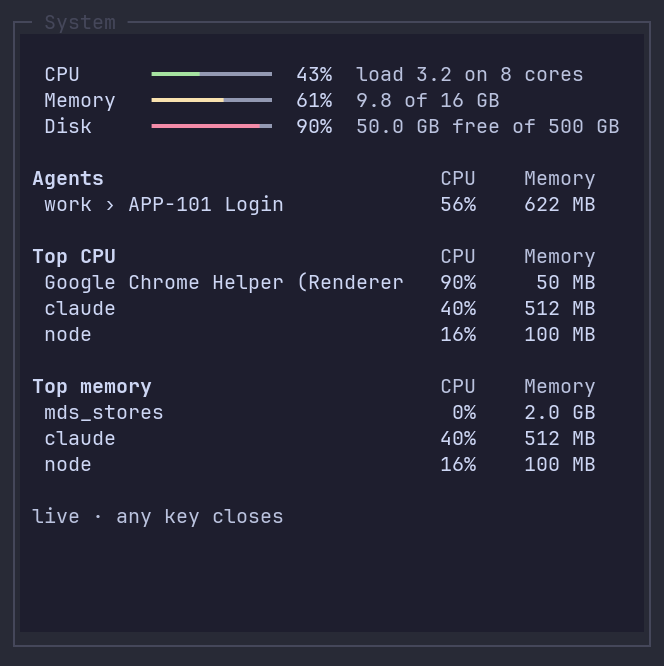 System
CPU 43% load 3.2 on 8 cores
Memory 61% 9.8 of 16 GB
Disk 90% 50.0 GB free of 500 GB
Agents CPU Memory
work › APP-101 Login 56% 622 MB
Top CPU CPU Memory
Google Chrome Helper (Renderer 90% 50 MB
claude 40% 512 MB
node 16% 100 MB
Top memory CPU Memory
mds_stores 0% 2.0 GB
claude 40% 512 MB
node 16% 100 MB
live · any key closes